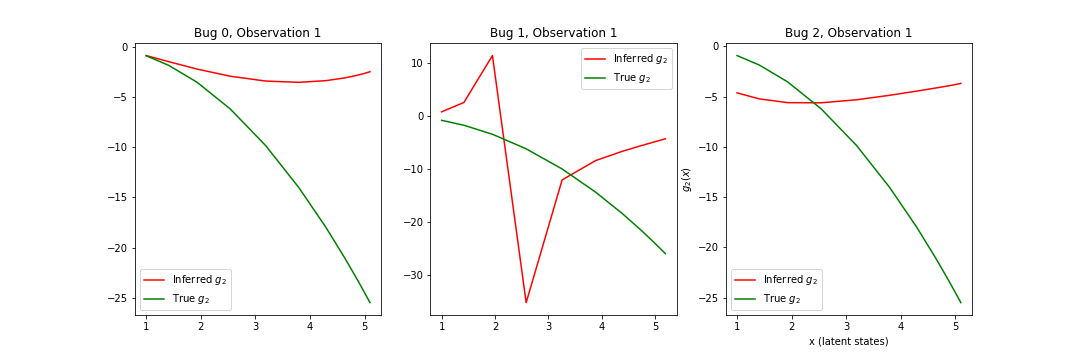 Bug 0, Observation 1
0
−5
−10
−15
−20
−25
1 2 3 4 5
Inferred g₂
True g₂
Bug 1, Observation 1
10
0
−10
−20
−30
1 2 3 4 5
Inferred g₂
True g₂
Bug 2, Observation 1
g₂(x)
0
−5
−10
−15
−20
−25
1 2 3 4 5
x (latent states)
Inferred g₂
True g₂